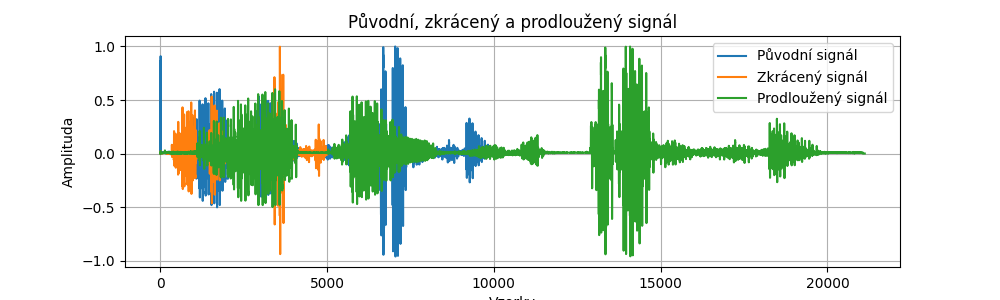 Původní, zkrácený a prodloužený signál
Původní signál
Zkrácený signál
Prodloužený signál
Amplituda
1.0
0.5
0.0
−0.5
−1.0
0
5000
10000
15000
20000
Vzorky